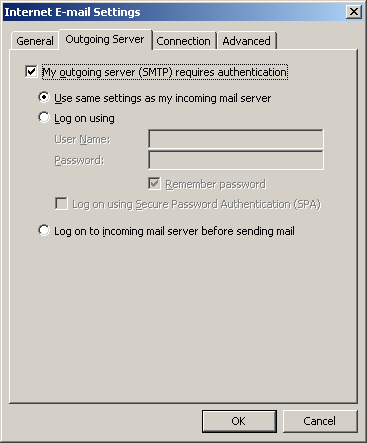 Internet E-mail Settings
General Outgoing Server Connection Advanced
My outgoing server (SMTP) requires authentication
Use same settings as my incoming mail server
Log on using
User Name:
Password:
Remember password
Log on using Secure Password Authentication (SPA)
Log on to incoming mail server before sending mail
OK Cancel